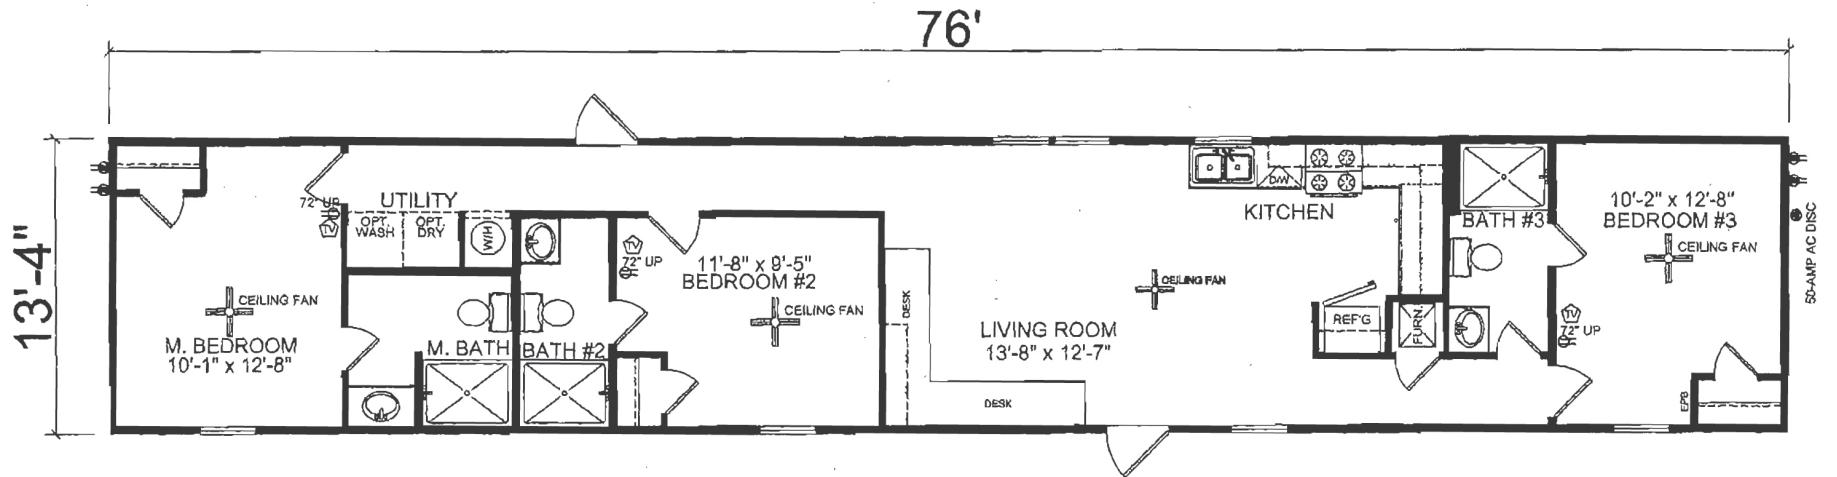 76'
13'-4"
72" UP
TV
UTILITY
OPT. WASH
OPT. DRY
W/H
CEILING FAN
M. BEDROOM
10'-1" x 12'-8"
M. BATH
BATH #2
TV
72" UP
11'-8" x 9'-5"
BEDROOM #2
CEILING FAN
DESK
DESK
LIVING ROOM
13'-8" x 12'-7"
CEILING FAN
D/W
KITCHEN
REF'G
FURN.
BATH #3
10'-2" x 12'-8"
BEDROOM #3
CEILING FAN
TV
72" UP
EPB
50-AMP AC DISC